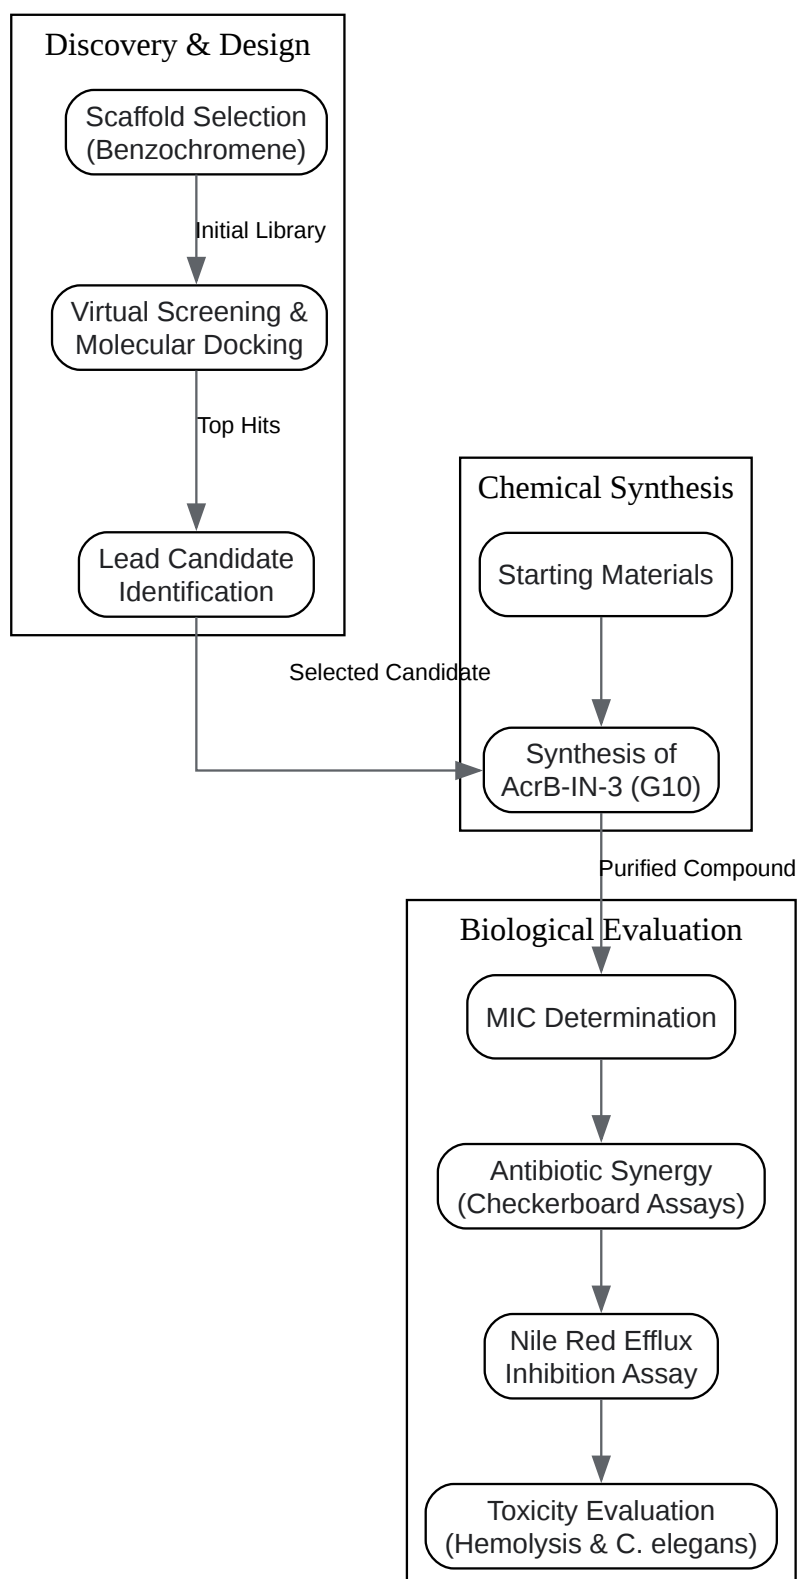 Discovery & Design
Scaffold Selection
(Benzochromene)
Initial Library
Virtual Screening &
Molecular Docking
Top Hits
Lead Candidate
Identification
Selected Candidate
Chemical Synthesis
Starting Materials
Synthesis of
AcrB-IN-3 (G10)
Purified Compound
Biological Evaluation
MIC Determination
Antibiotic Synergy
(Checkerboard Assays)
Nile Red Efflux
Inhibition Assay
Toxicity Evaluation
(Hemolysis & C. elegans)